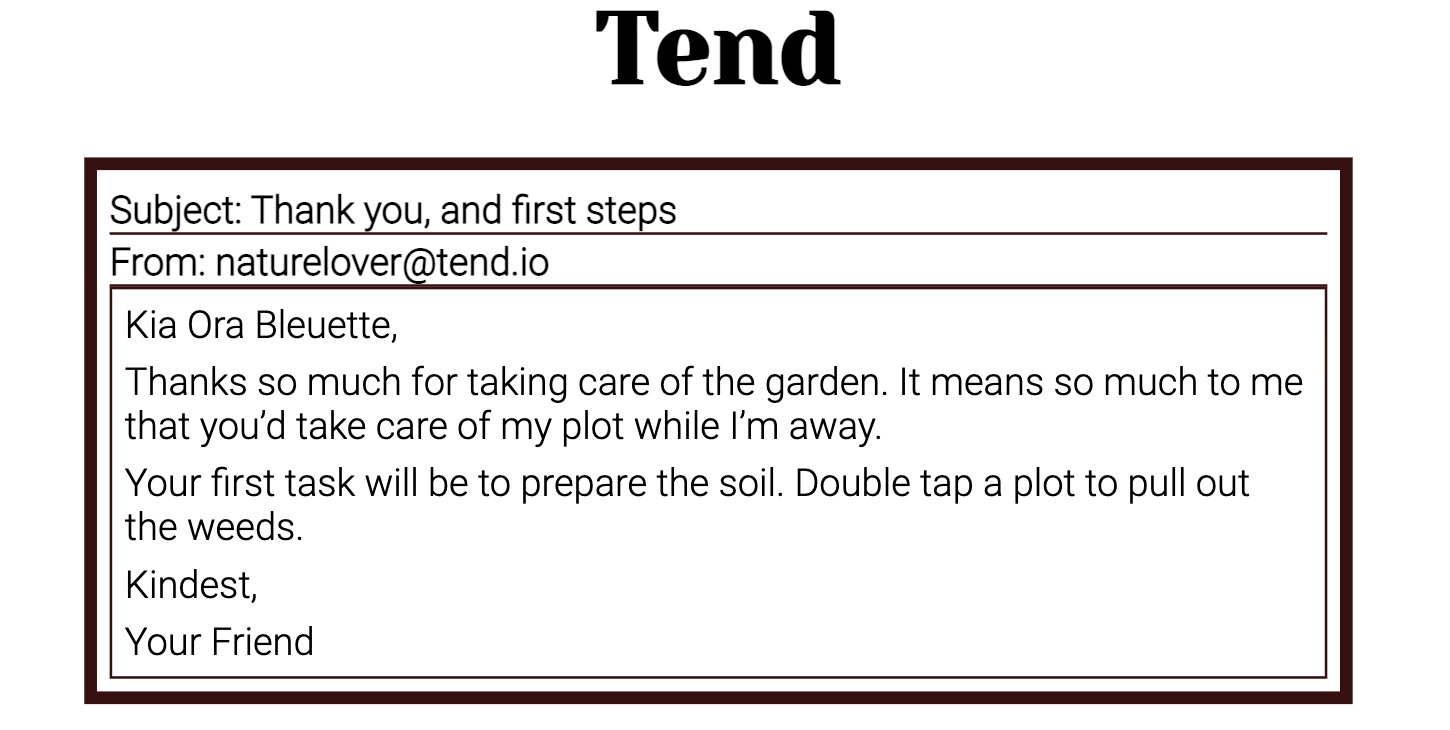 Tend
Subject: Thank you, and first steps
From: naturelover@tend.io
Kia Ora Bleuette,
Thanks so much for taking care of the garden. It means so much to me
that you’d take care of my plot while I’m away.
Your first task will be to prepare the soil. Double tap a plot to pull out
the weeds.
Kindest,
Your Friend